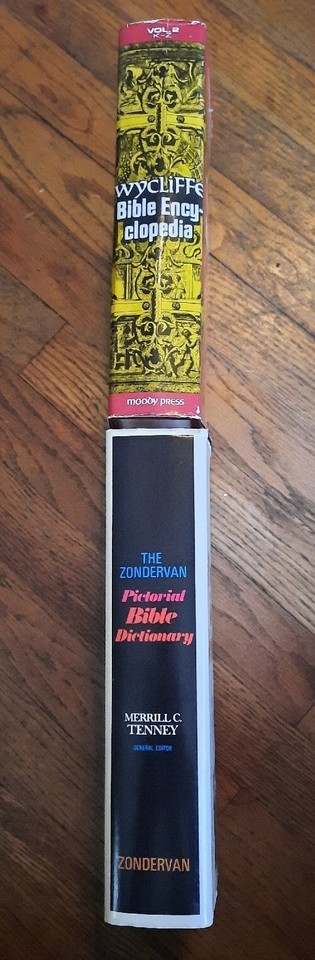 VOL. 2
K-Z
WYCLIFFE
Bible Ency-
clopedia
MOODY PRESS
THE
ZONDERVAN
Pictorial
Bible
Dictionary
MERRILL C.
TENNEY
GENERAL EDITOR
ZONDERVAN